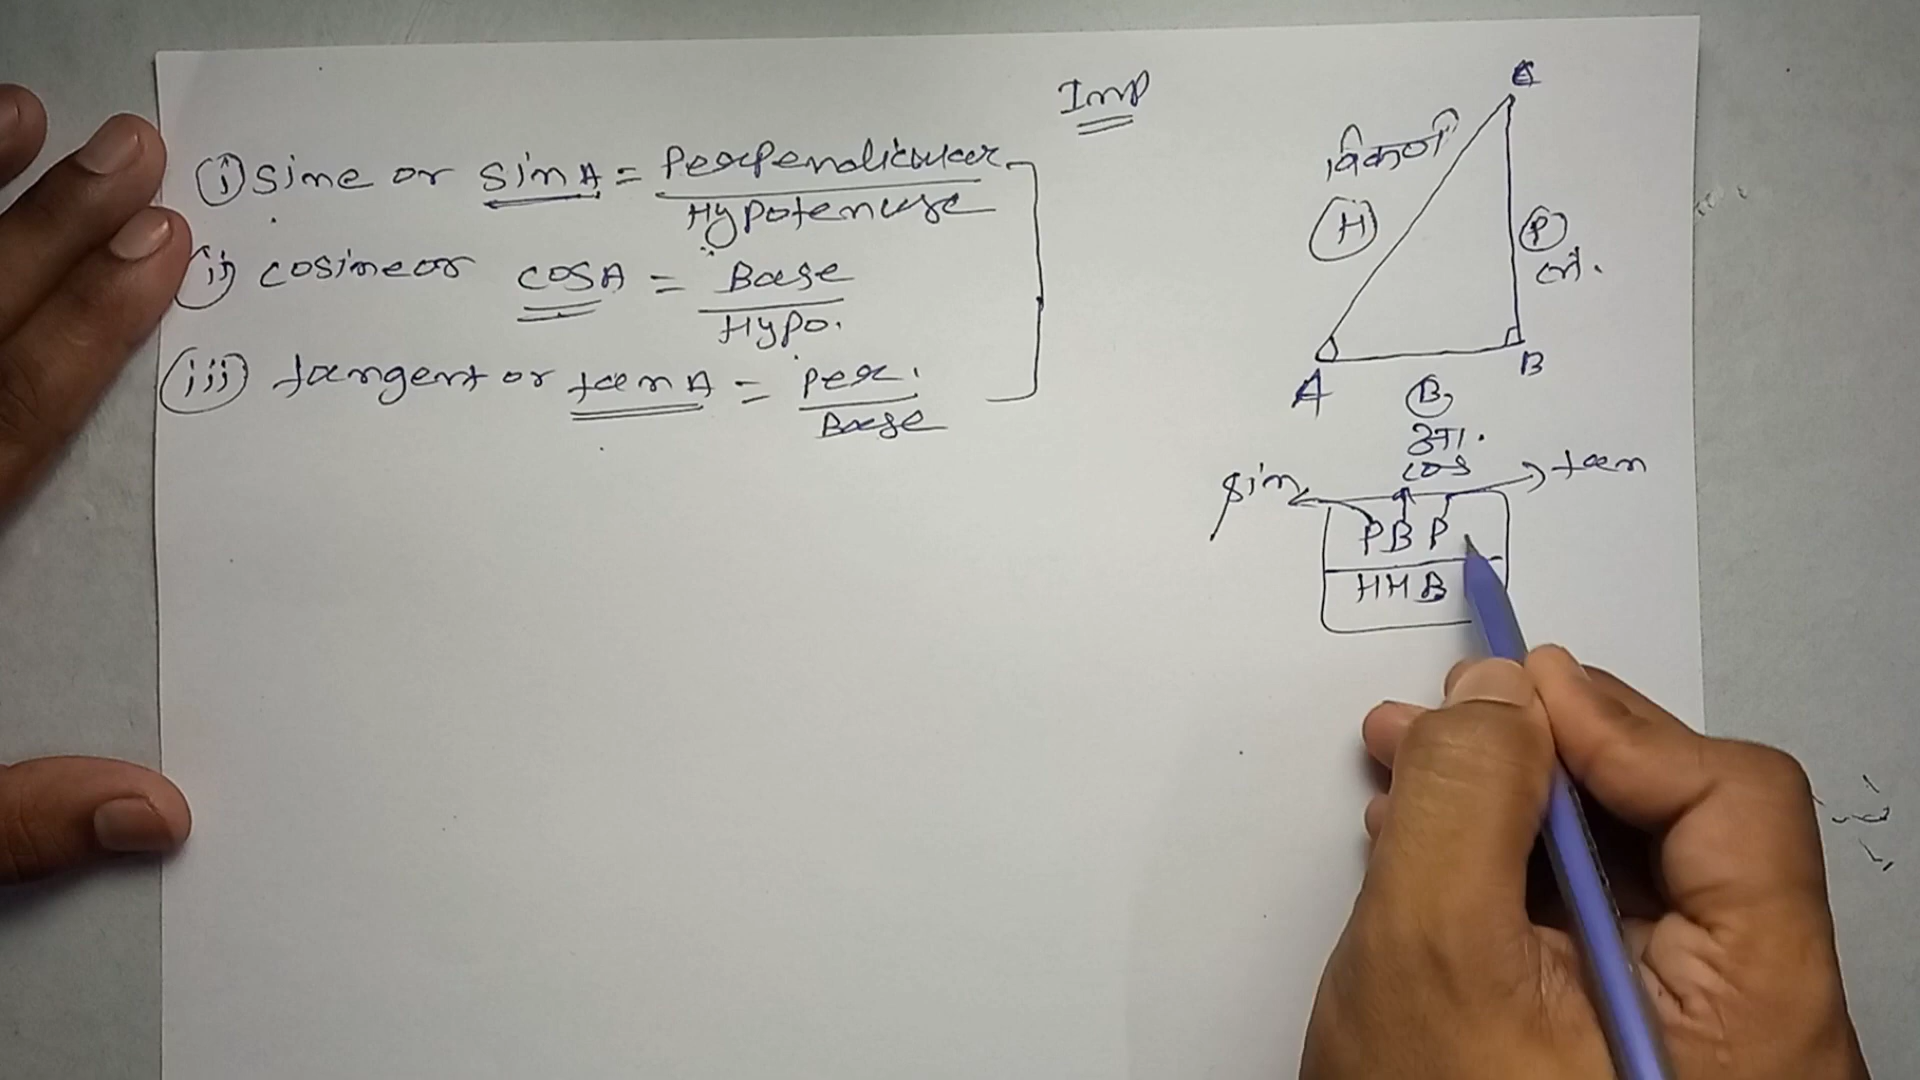 Imp
(i) sine or sin A = Perpendicular
Hypotenuse
(ii) cosine or cos A = Base
Hypo.
(iii) tangent or tan A = Per.
Base
C
विकर्ण
H
P
लं.
A
B
B
आ.
sin
cos
tan
P B P
H H B